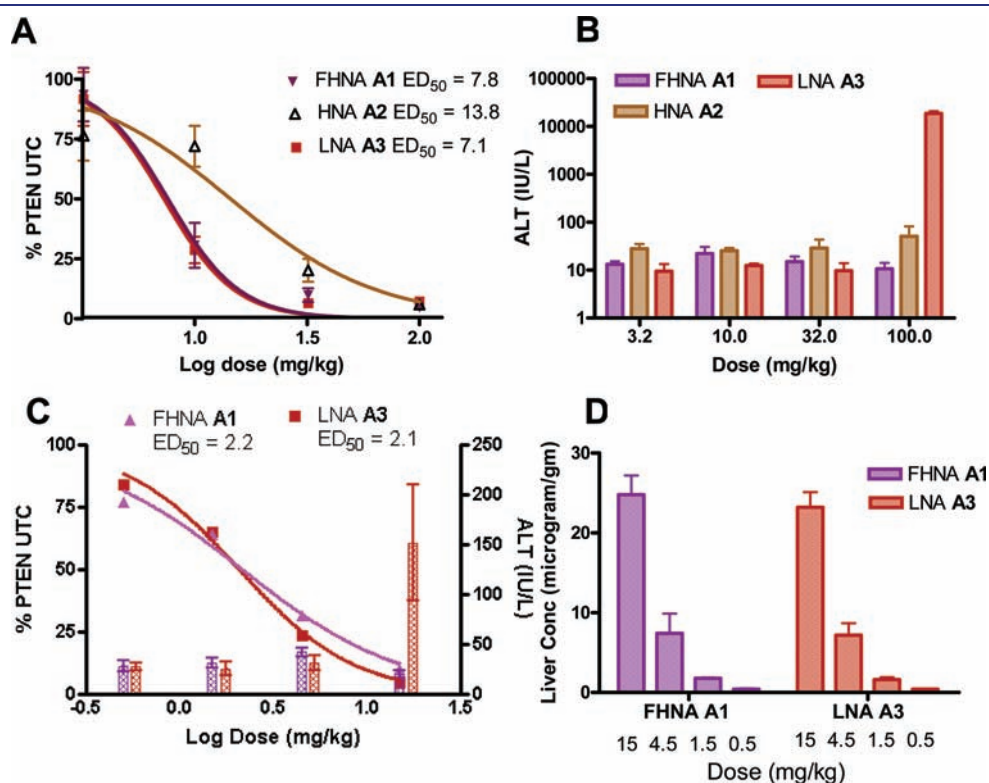 A
100
75
50
25
0
% PTEN UTC
1.0 1.5 2.0
Log dose (mg/kg)
FHNA A1 ED50 = 7.8
HNA A2 ED50 = 13.8
LNA A3 ED50 = 7.1
B
FHNA A1 LNA A3
HNA A2
100000
10000
1000
100
10
1
ALT (IU/L)
3.2 10.0 32.0 100.0
Dose (mg/kg)
C
FHNA A1 LNA A3
ED50 = 2.2 ED50 = 2.1
100
75
50
25
0
% PTEN UTC
250
200
150
100
50
0
ALT (IU/L)
-0.5 0.0 0.5 1.0 1.5
Log Dose (mg/kg)
D
FHNA A1
LNA A3
30
20
10
0
Liver Conc (microgram/gm)
FHNA A1 LNA A3
15 4.5 1.5 0.5 15 4.5 1.5 0.5
Dose (mg/kg)